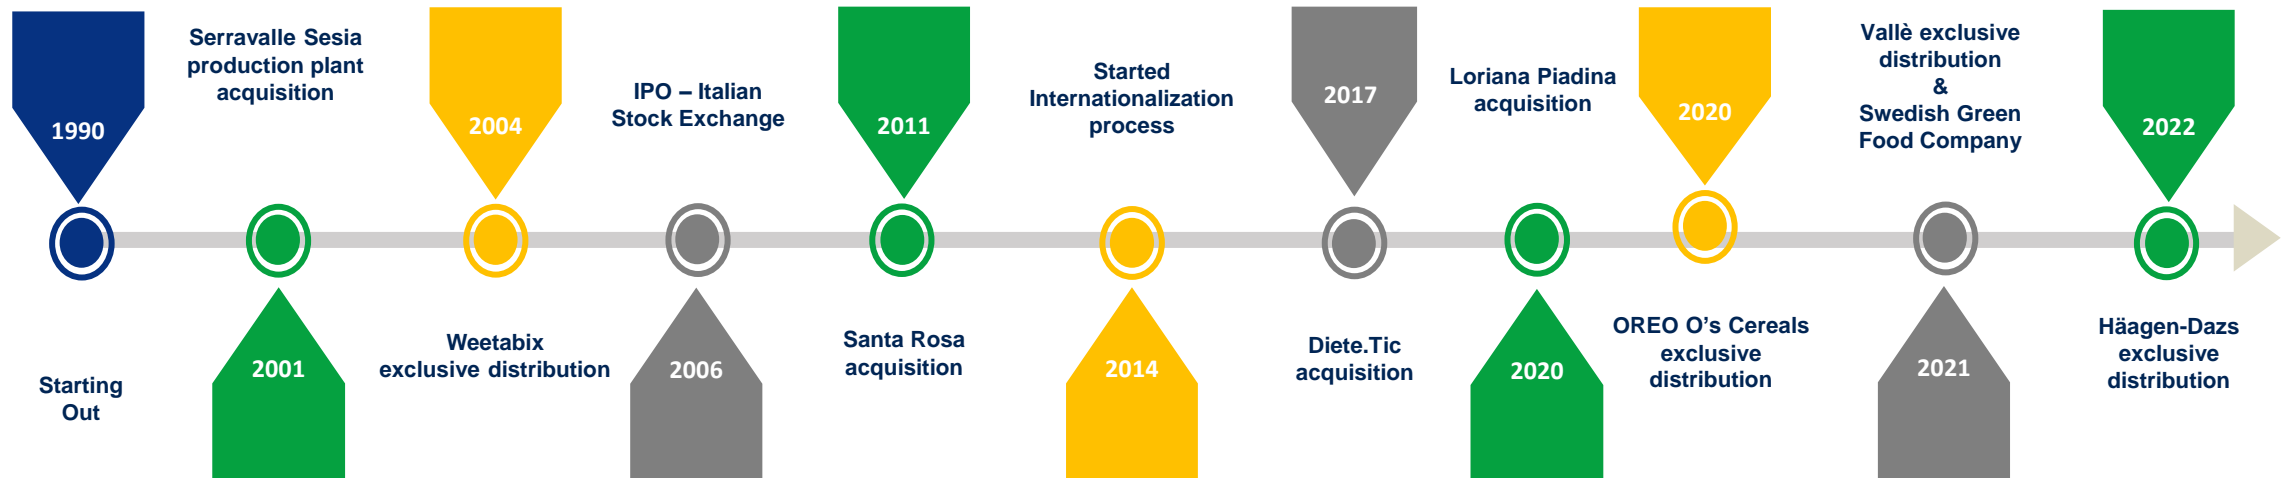 1990
Starting
Out
Serravalle Sesia
production plant
acquisition
2001
2004
Weetabix
exclusive distribution
IPO – Italian
Stock Exchange
2006
2011
Santa Rosa
acquisition
Started
Internationalization
process
2014
2017
Diete.Tic
acquisition
Loriana Piadina
acquisition
2020
2020
OREO O’s Cereals
exclusive
distribution
Vallè exclusive
distribution
&
Swedish Green
Food Company
2021
2022
Häagen-Dazs
exclusive
distribution